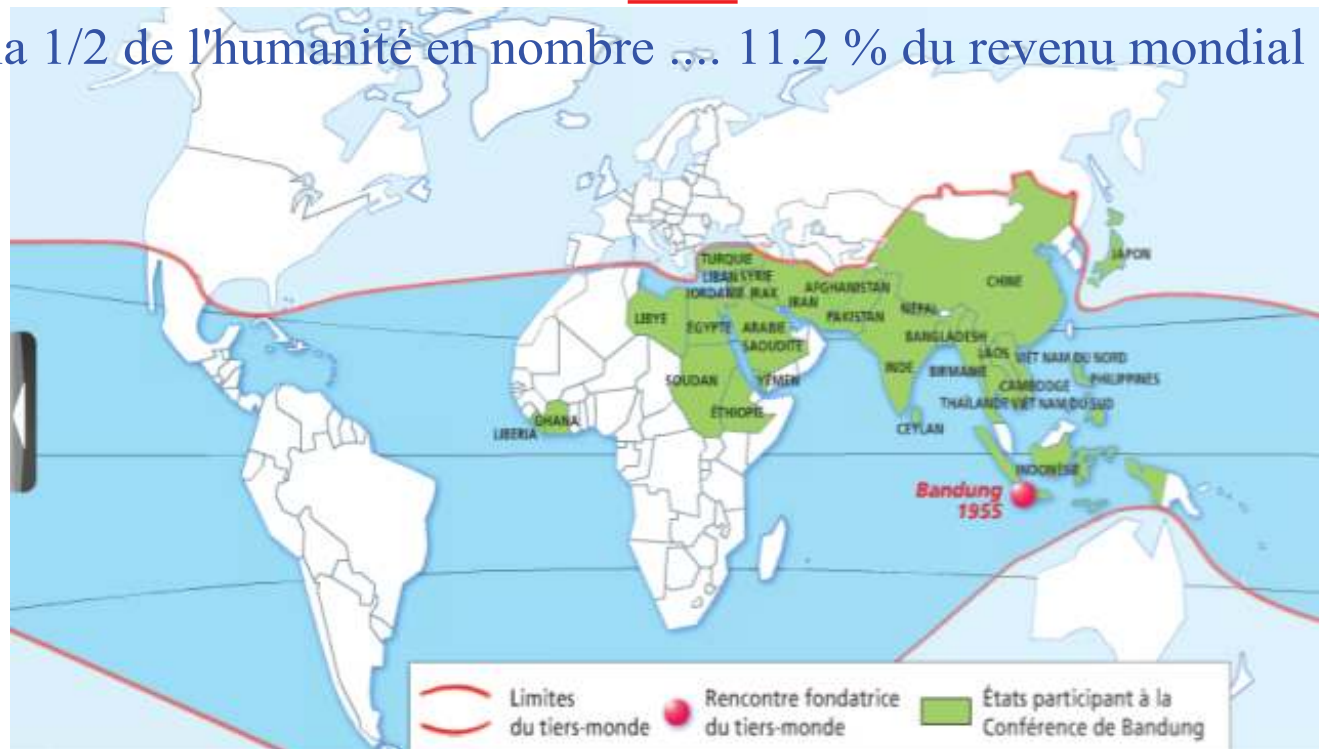 a 1/2 de l'humanité en nombre .... 11.2 % du revenu mondial
TURQUIE
LIBAN SYRIE
JORDANIE IRAK
IRAN
AFGHANISTAN
CHINE
JAPON
LIBYE
ÉGYPTE
ARABIE
SAOUDITE
PAKISTAN
NÉPAL
BANGLADESH
INDE
BIRMANIE
LAOS
VIÊT NAM DU NORD
CAMBODGE
PHILIPPINES
THAÏLANDE
VIÊT NAM DU SUD
SOUDAN
YÉMEN
ÉTHIOPIE
GHANA
LIBERIA
CEYLAN
INDONÉSIE
Bandung
1955
Limites
du tiers-monde
Rencontre fondatrice
du tiers-monde
États participant à la
Conférence de Bandung